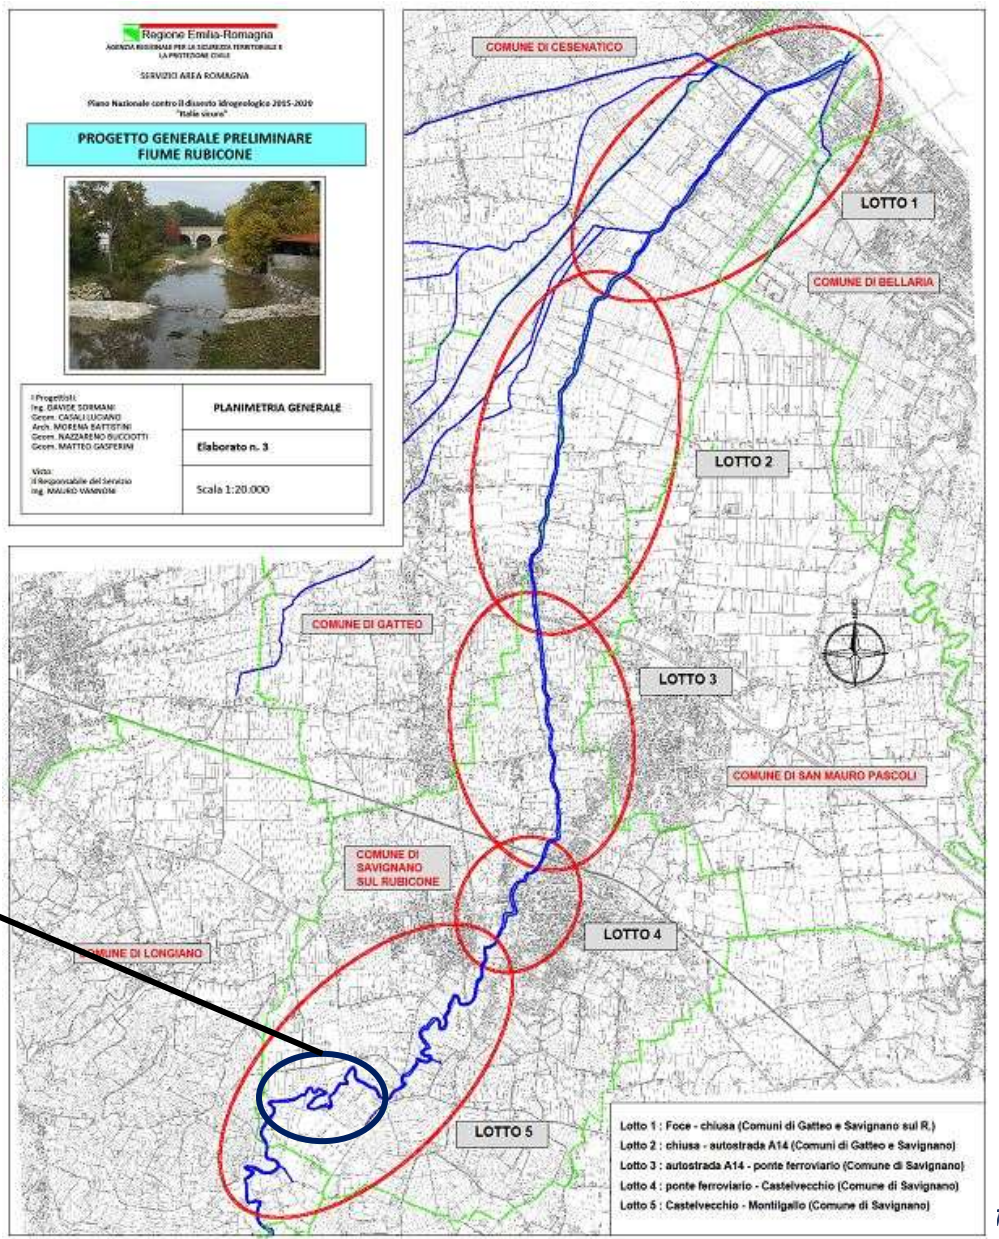 Regione Emilia-Romagna
AGENZIA REGIONALE PER LA SICUREZZA TERRITORIALE E
LA PROTEZIONE CIVILE
SERVIZIO AREA ROMAGNA
Piano Nazionale contro il dissesto idrogeologico 2015-2020
"Italia sicura"
PROGETTO GENERALE PRELIMINARE
FIUME RUBICONE
I Progettisti:
Ing. DAVIDE SORMANI
Geom. CASALI LUCIANO
Arch. MORENA BATTISTINI
Geom. NAZZARENO BUCCIOTTI
Geom. MATTEO GASPERINI
Visto:
Il Responsabile del Servizio
Ing. MAURO VANNONI
PLANIMETRIA GENERALE
Elaborato n. 3
Scala 1:20.000
COMUNE DI CESENATICO
LOTTO 1
COMUNE DI BELLARIA
LOTTO 2
COMUNE DI GATTEO
LOTTO 3
COMUNE DI SAN MAURO PASCOLI
COMUNE DI
SAVIGNANO
SUL RUBICONE
LOTTO 4
COMUNE DI LONGIANO
LOTTO 5
Lotto 1 : Foce - chiusa (Comuni di Gatteo e Savignano sul R.)
Lotto 2 : chiusa - autostrada A14 (Comuni di Gatteo e Savignano)
Lotto 3 : autostrada A14 - ponte ferroviario (Comune di Savignano)
Lotto 4 : ponte ferroviario - Castelvecchio (Comune di Savignano)
Lotto 5 : Castelvecchio - Montilgallo (Comune di Savignano)